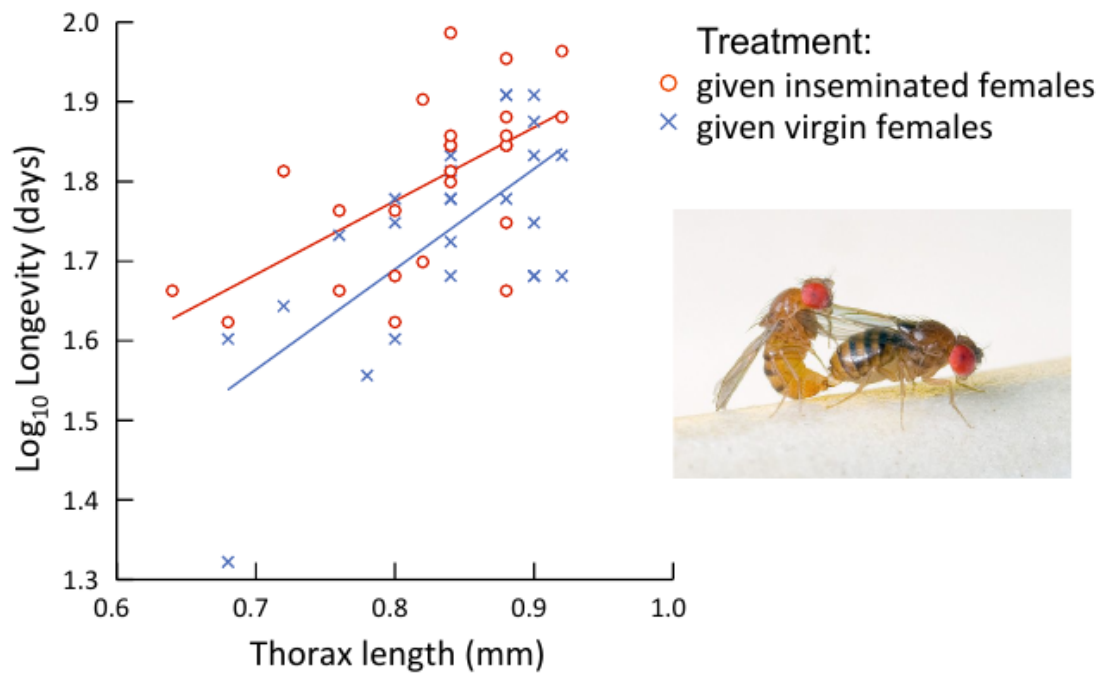 Treatment:
given inseminated females
given virgin females
Log10 Longevity (days)
2.0
1.9
1.8
1.7
1.6
1.5
1.4
1.3
0.6 0.7 0.8 0.9 1.0
Thorax length (mm)